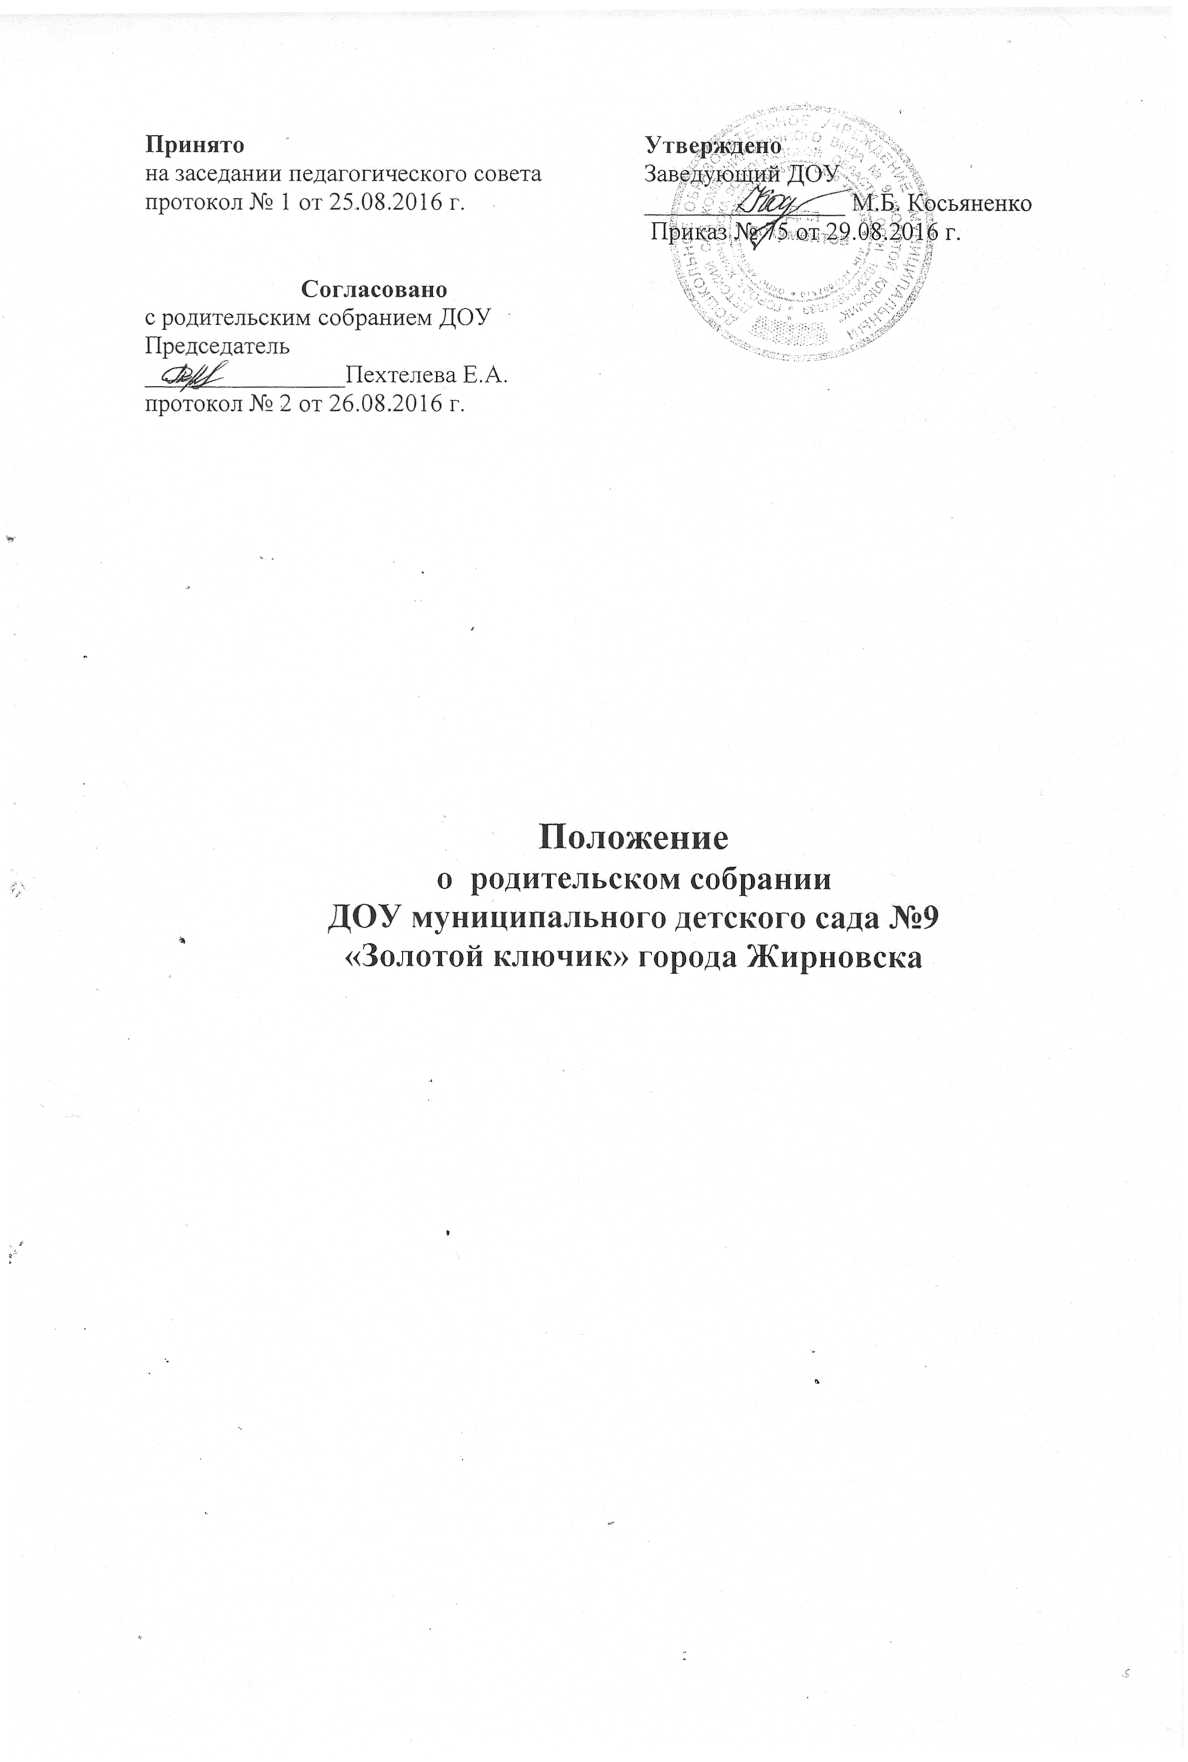 Принято
на заседании педагогического совета
протокол № 1 от 25.08.2016 г.
Утверждено
Заведующий ДОУ
________________ М.Б. Косьяненко
Приказ № 75 от 29.08.2016 г.
Согласовано
с родительским собранием ДОУ
Председатель
________________Пехтелева Е.А.
протокол № 2 от 26.08.2016 г.
Положение
о родительском собрании
ДОУ муниципального детского сада №9
«Золотой ключик» города Жирновска